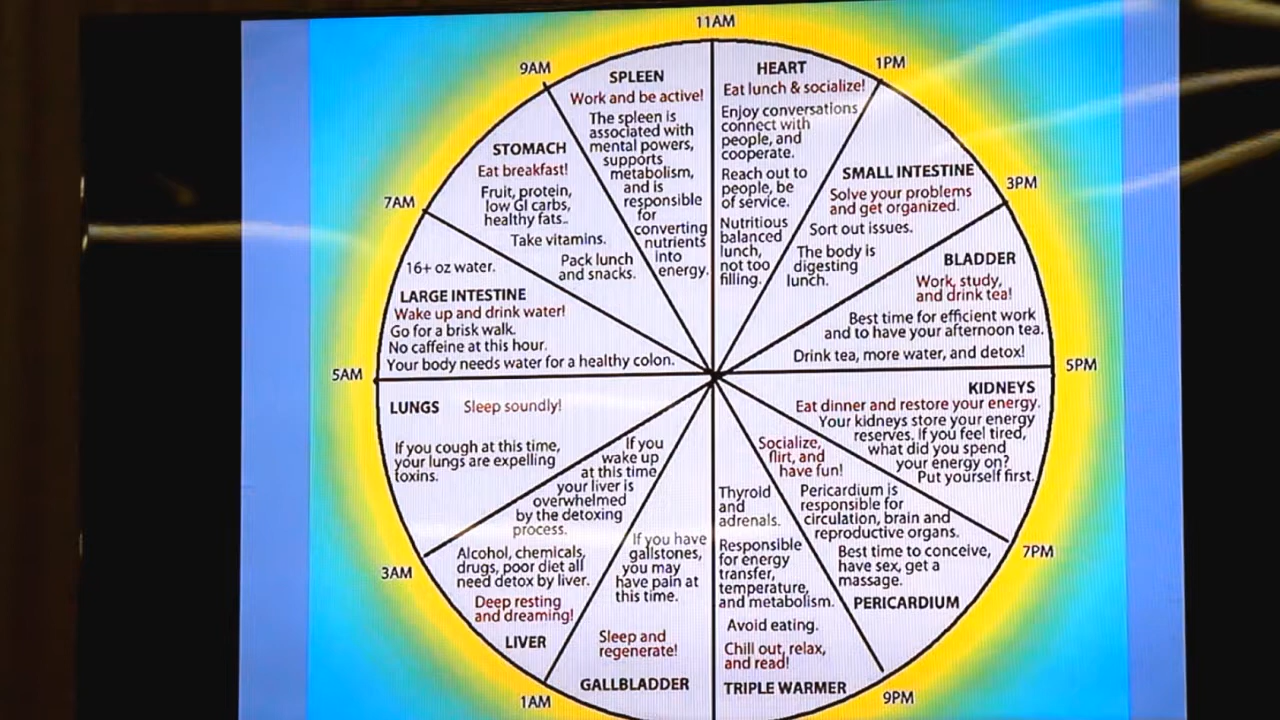 11AM
HEART
Eat lunch & socialize!
Enjoy conversations
connect with
people, and
cooperate.
Reach out to
people, be
of service.
Nutritious
balanced
lunch,
not too
filling.
1PM
SMALL INTESTINE
Solve your problems
and get organized.
Sort out issues.
The body is
digesting
lunch.
3PM
BLADDER
Work, study,
and drink tea!
Best time for efficient work
and to have your afternoon tea.
Drink tea, more water, and detox!
5PM
KIDNEYS
Eat dinner and restore your energy.
Your kidneys store your energy
reserves. If you feel tired,
what did you spend
your energy on?
Put yourself first.
7PM
Socialize,
flirt, and
have fun!
Pericardium is
responsible for
circulation, brain and
reproductive organs.
Best time to conceive,
have sex, get a
massage.
PERICARDIUM
9PM
Thyroid
and
adrenals.
Responsible
for energy
transfer,
temperature,
and metabolism.
Avoid eating.
Chill out, relax,
and read!
TRIPLE WARMER
If you have
gallstones,
you may
have pain at
this time.
Sleep and
regenerate!
GALLBLADDER
1AM
If you
wake up
at this time
your liver is
overwhelmed
by the detoxing
process.
Alcohol, chemicals,
drugs, poor diet all
need detox by liver.
Deep resting
and dreaming!
LIVER
3AM
LUNGS Sleep soundly!
If you cough at this time,
your lungs are expelling
toxins.
5AM
16+ oz water.
LARGE INTESTINE
Wake up and drink water!
Go for a brisk walk.
No caffeine at this hour.
Your body needs water for a healthy colon.
7AM
STOMACH
Eat breakfast!
Fruit, protein,
low GI carbs,
healthy fats..
Take vitamins.
Pack lunch
and snacks.
9AM
SPLEEN
Work and be active!
The spleen is
associated with
mental powers,
supports
metabolism,
and is
responsible
for
converting
nutrients
into
energy.